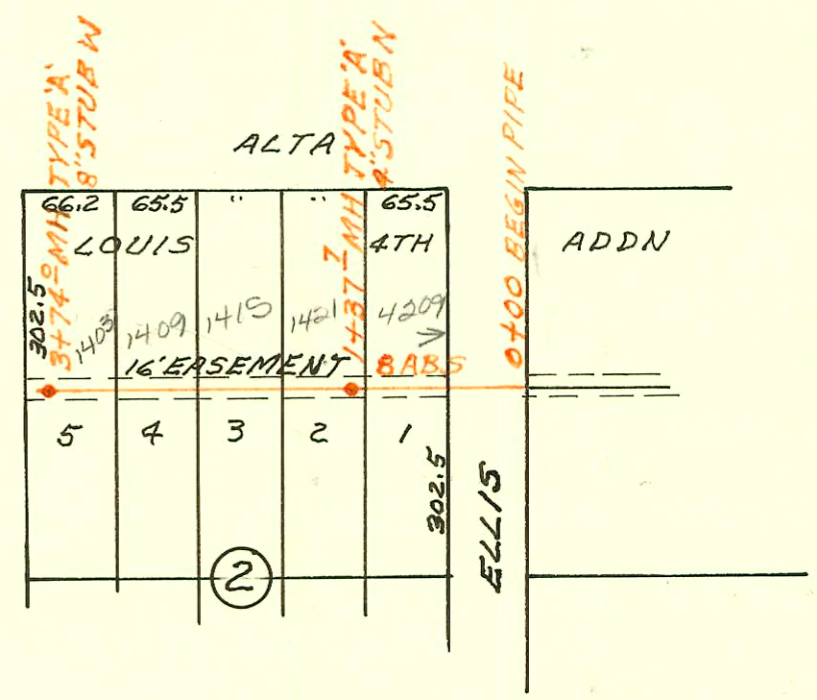 3+74⁰ MH TYPE 'A'
8" STUB W
1+37⁷ MH TYPE 'A'
4" STUB N
0+00 BEGIN PIPE
ALTA
66.2 65.5 " " 65.5
LOUIS 4TH ADDN
302.5
1403 1409 1415 1421 4209
16' EASEMENT 8 ABS
5 4 3 2 1
302.5
ELLIS
2